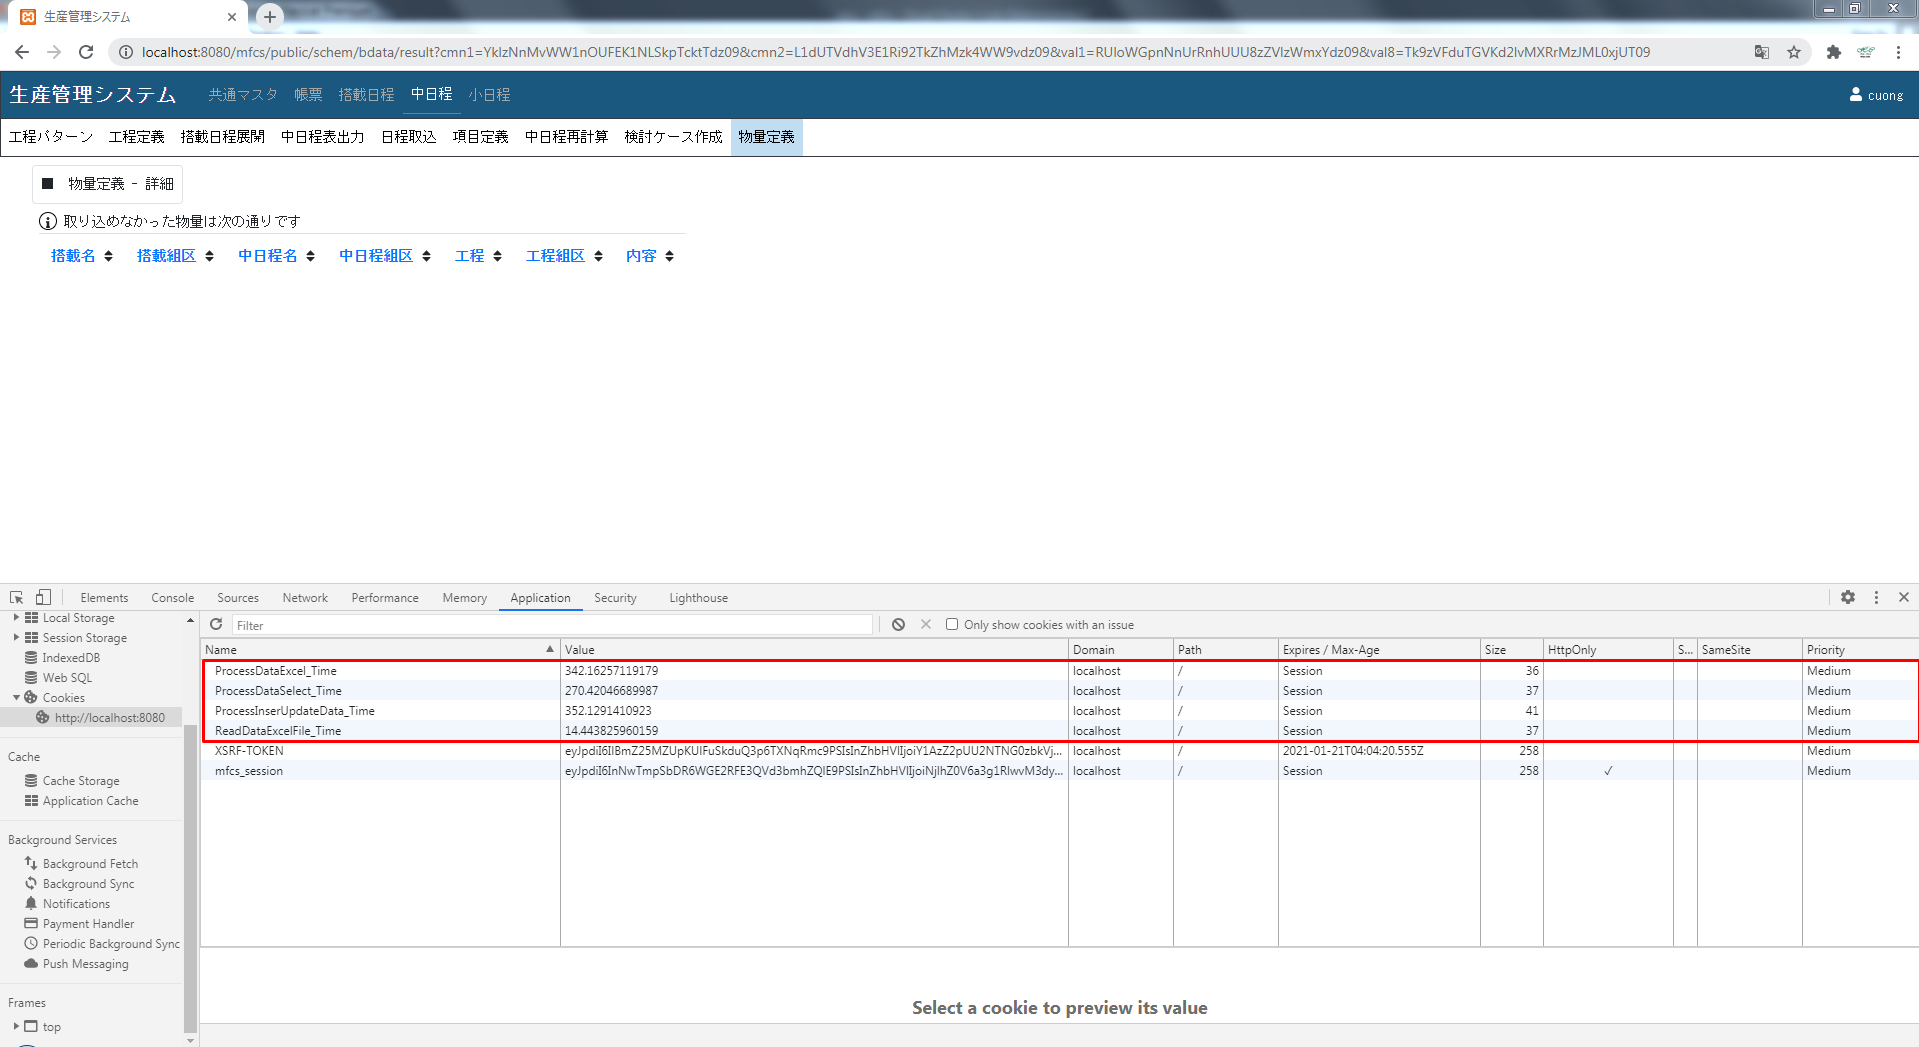 生産管理システム
localhost:8080/mfcs/public/schem/bdata/result?cmn1=YklzNnMvWW1nOUFEK1NLSkpTcktTdz09&cmn2=L1dUTVdhV3E1Ri92TkZhMzk4WW9vdz09&val1=RUloWGpnNnUrRnhUUU8zZVlzWmxYdz09&val8=Tk9zVFduTGVKd2lvMXRrMzJML0xjUT09
生産管理システム 共通マスタ 帳票 搭載日程 中日程 小日程 cuong
工程パターン 工程定義 搭載日程展開 中日程表出力 日程取込 項目定義 中日程再計算 検討ケース作成 物量定義
■ 物量定義 - 詳細
取り込めなかった物量は次の通りです
搭載名 搭載組区 中日程名 中日程組区 工程 工程組区 内容
Elements Console Sources Network Performance Memory Application Security Lighthouse
Local Storage
Session Storage
IndexedDB
Web SQL
Cookies
http://localhost:8080
Cache
Cache Storage
Application Cache
Background Services
Background Fetch
Background Sync
Notifications
Payment Handler
Periodic Background Sync
Push Messaging
Frames
top
Filter Only show cookies with an issue
Name Value Domain Path Expires / Max-Age Size HttpOnly S... SameSite Priority
ProcessDataExcel_Time 342.16257119179 localhost / Session 36 Medium
ProcessDataSelect_Time 270.42046689987 localhost / Session 37 Medium
ProcessInserUpdateData_Time 352.1291410923 localhost / Session 41 Medium
ReadDataExcelFile_Time 14.443825960159 localhost / Session 37 Medium
XSRF-TOKEN eyJpdiI6IlBmZ25MZUpKUlFuSkduQ3p6TXNqRmc9PSIsInZhbHVlIjoiY1AzZ2pUU2NTNG0zbkVj... localhost / 2021-01-21T04:04:20.555Z 258 Medium
mfcs_session eyJpdiI6InNwTmpSbDR6WGE2RFE3QVd3bmhZQlE9PSIsInZhbHVlIjoiNjlhZ0V6a3g1RlwvM3dy... localhost / Session 258 ✓ Medium
Select a cookie to preview its value